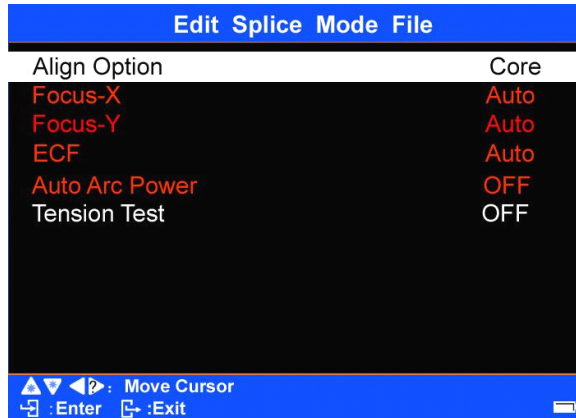 Edit Splice Mode File
Align Option Core
Focus-X Auto
Focus-Y Auto
ECF Auto
Auto Arc Power OFF
Tension Test OFF
?: Move Cursor
:Enter :Exit